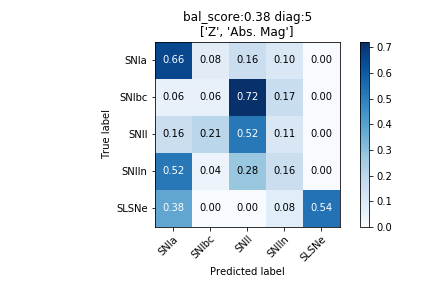 bal_score:0.38 diag:5
['Z', 'Abs. Mag']
True label
SNIa 0.66 0.08 0.16 0.10 0.00
SNIbc 0.06 0.06 0.72 0.17 0.00
SNII 0.16 0.21 0.52 0.11 0.00
SNIIn 0.52 0.04 0.28 0.16 0.00
SLSNe 0.38 0.00 0.00 0.08 0.54
SNIa SNIbc SNII SNIIn SLSNe
Predicted label
0.7
0.6
0.5
0.4
0.3
0.2
0.1
0.0